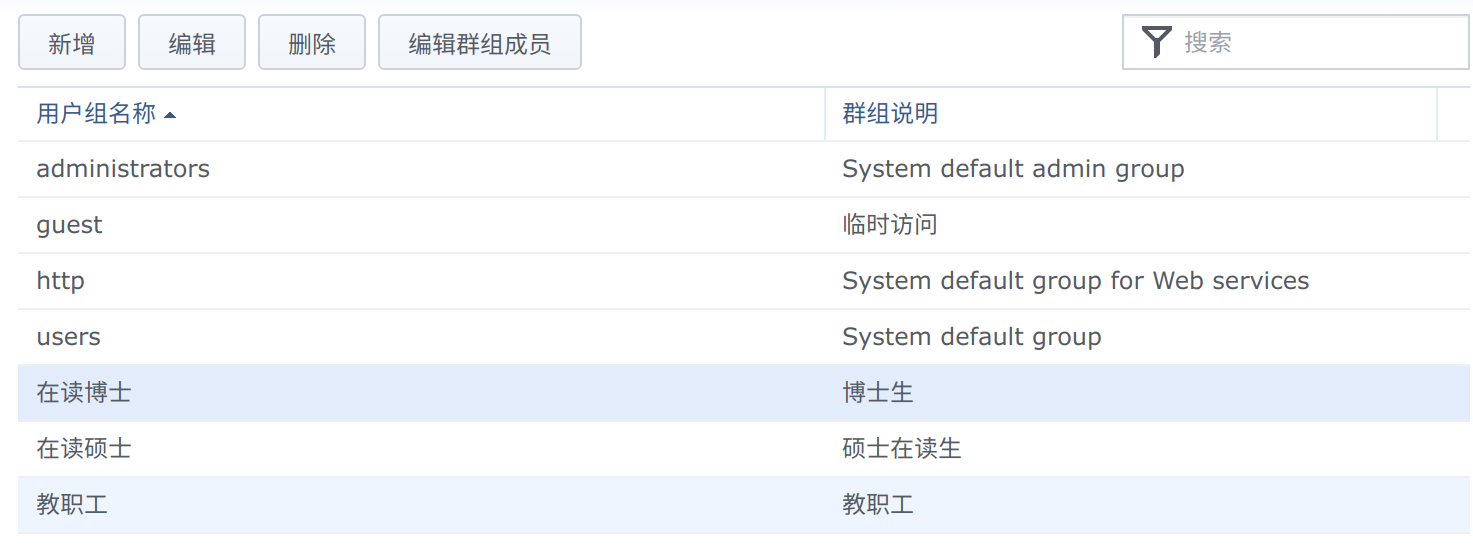 新增 编辑 删除 编辑群组成员 搜索
用户组名称 群组说明
administrators System default admin group
guest 临时访问
http System default group for Web services
users System default group
在读博士 博士生
在读硕士 硕士在读生
教职工 教职工